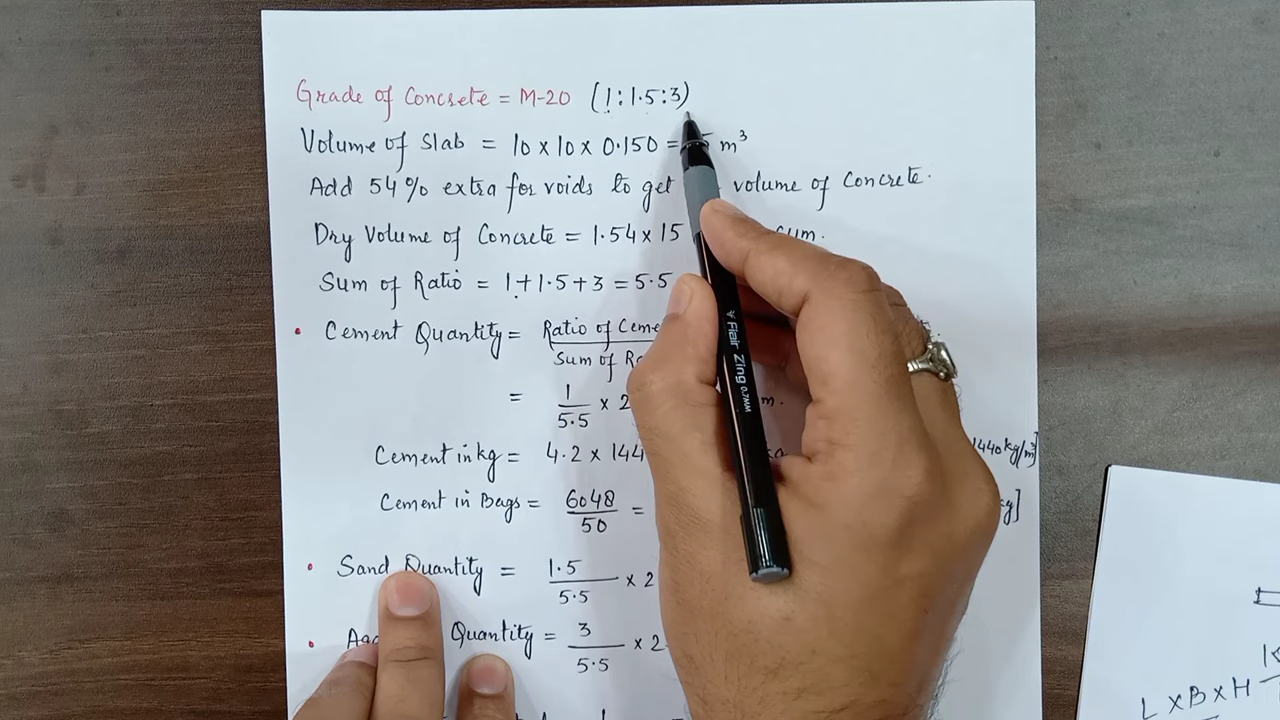 Grade of Concrete = M-20 (1:1.5:3)
Volume of Slab = 10 x 10 x 0.150 = m³
Add 54% extra for voids to get volume of Concrete.
Dry Volume of Concrete = 1.54 x 15 cum.
Sum of Ratio = 1+1.5+3 = 5.5
• Cement Quantity = Ratio of
Sum of
= 1/5.5 x 2 m.
Cement in kg = 4.2 x 144 1440 kg/m³]
Cement in Bags = 6048/50 = kg]
• Sand Quantity = 1.5/5.5 x 2
• Quantity = 3/5.5 x 2
L x B x H
Flair Zing 0.7MM